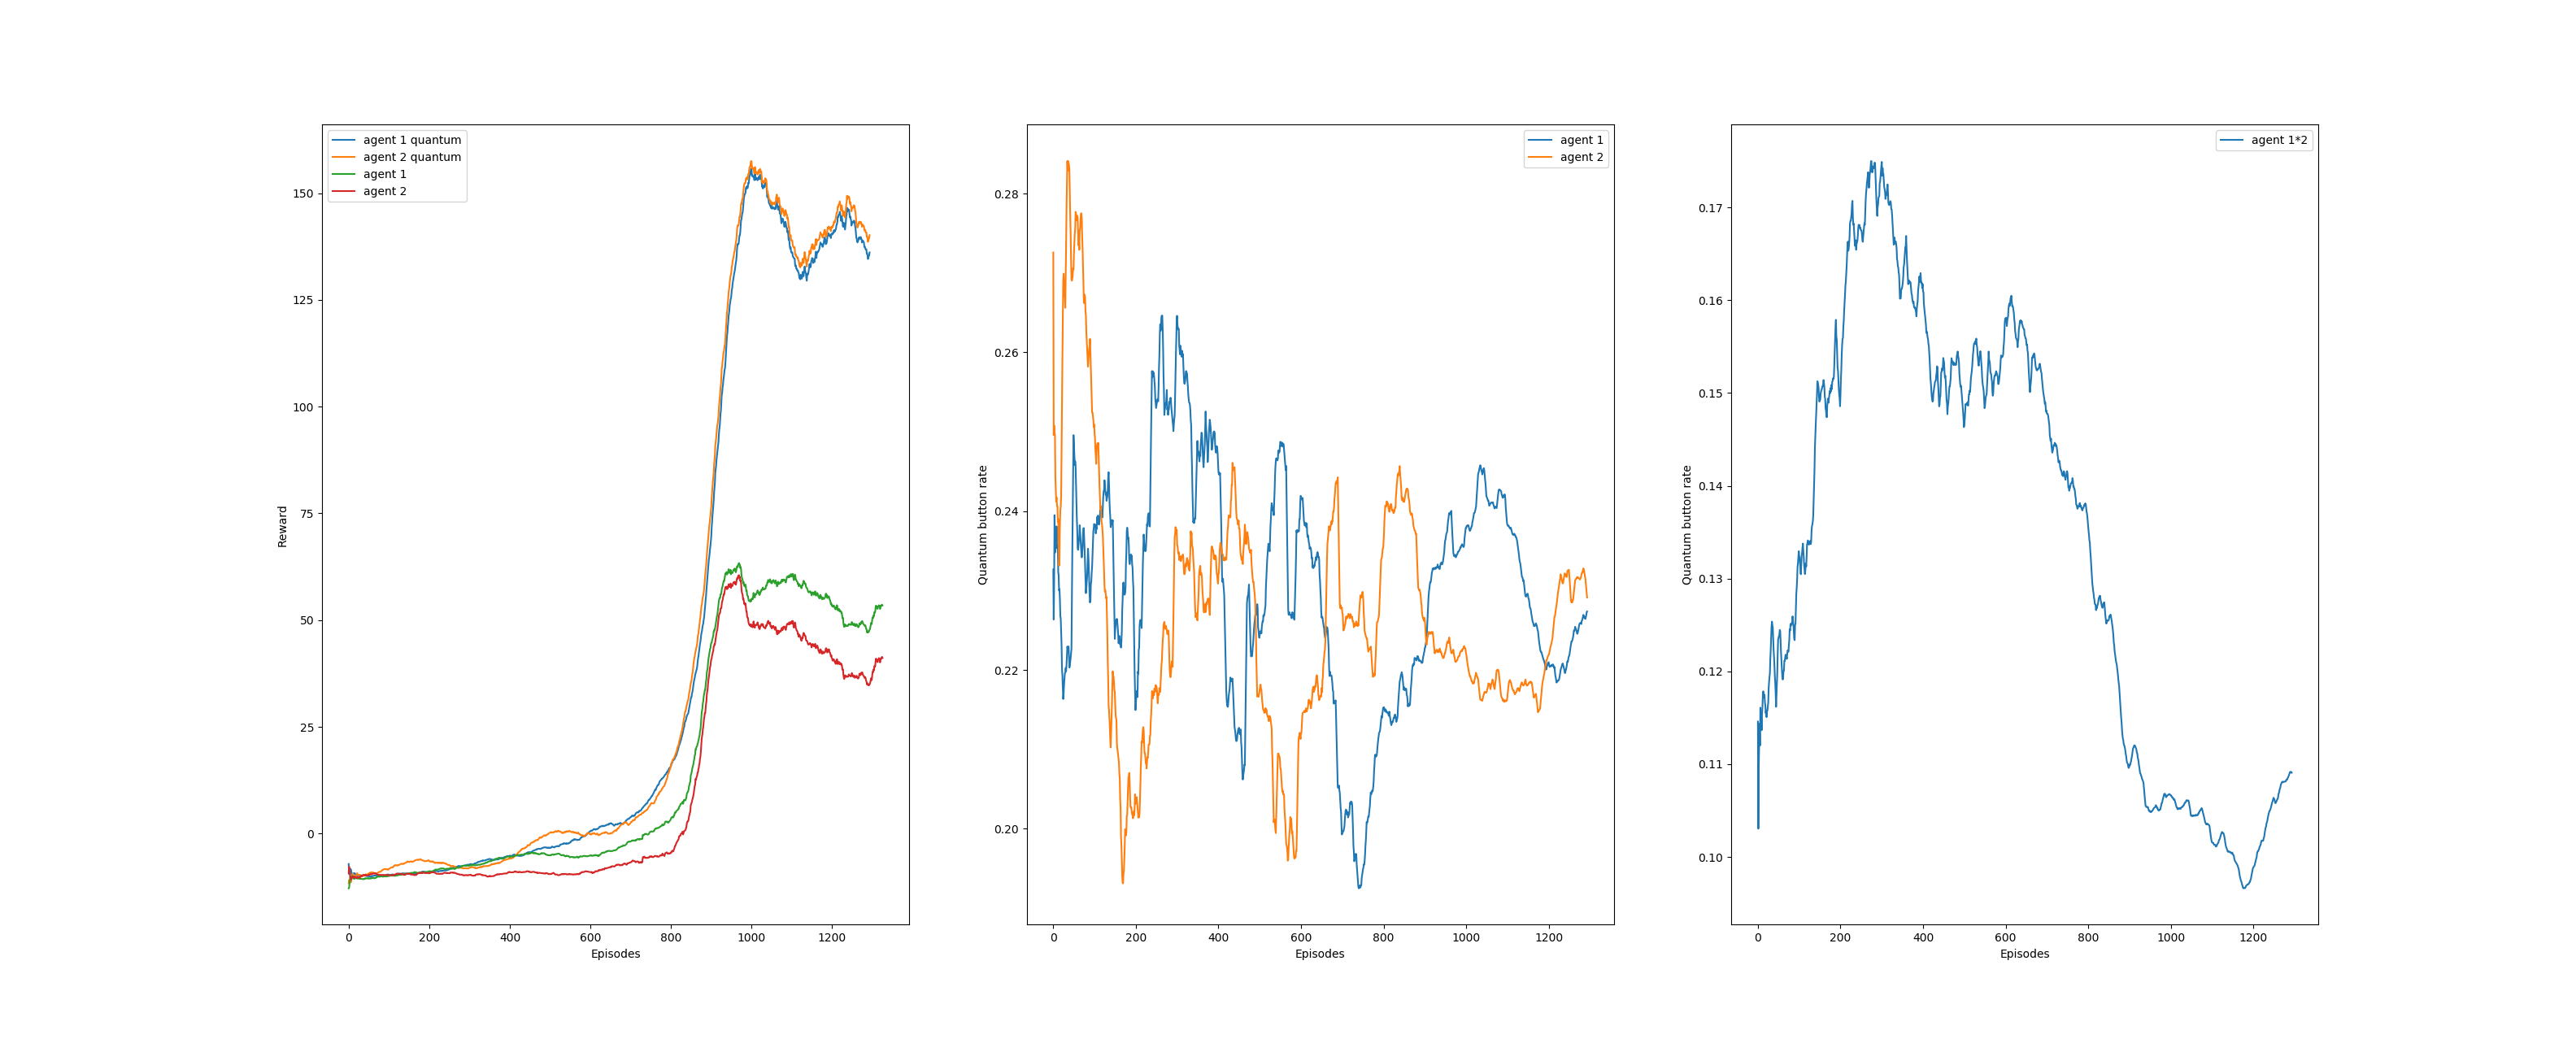 agent 1 quantum
agent 2 quantum
agent 1
agent 2
150
125
100
75
50
25
0
Reward
0 200 400 600 800 1000 1200
Episodes
agent 1
agent 2
0.28
0.26
0.24
0.22
0.20
Quantum button rate
0 200 400 600 800 1000 1200
Episodes
agent 1*2
0.17
0.16
0.15
0.14
0.13
0.12
0.11
0.10
Quantum button rate
0 200 400 600 800 1000 1200
Episodes